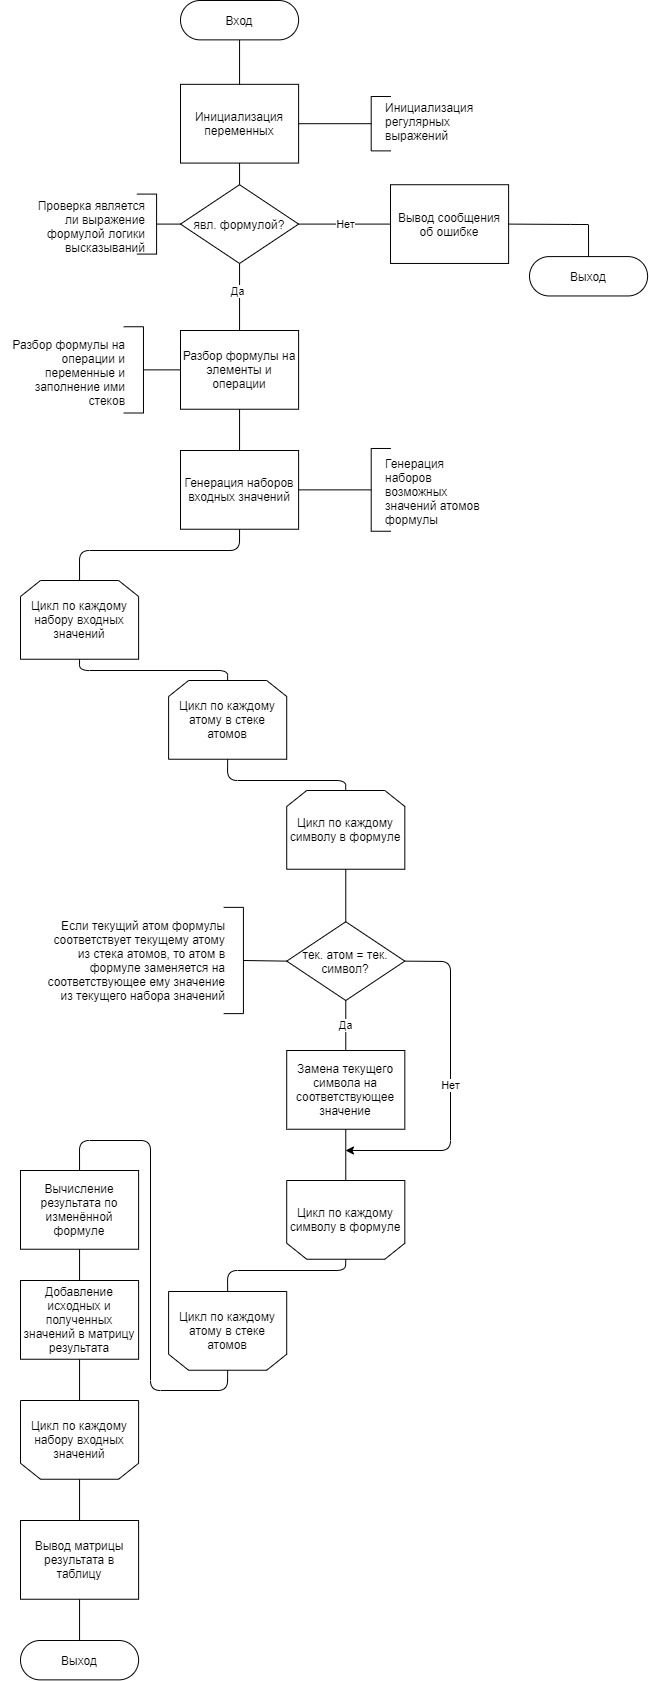 Вход
Инициализация
переменных
Инициализация
регулярных
выражений
Проверка является
ли выражение
формулой логики
высказываний
явл. формулой?
Нет
Вывод сообщения
об ошибке
Выход
Да
Разбор формулы на
операции и
переменные и
заполнение ими
стеков
Разбор формулы на
элементы и
операции
Генерация наборов
входных значений
Генерация
наборов
возможных
значений атомов
формулы
Цикл по каждому
набору входных
значений
Цикл по каждому
атому в стеке
атомов
Цикл по каждому
символу в формуле
Если текущий атом формулы
соответствует текущему атому
из стека атомов, то атом в
формуле заменяется на
соответствующее ему значение
из текущего набора значений
тек. атом = тек.
символ?
Да
Замена текущего
символа на
соответствующее
значение
Нет
Цикл по каждому
символу в формуле
Цикл по каждому
атому в стеке
атомов
Вычисление
результата по
изменённой
формуле
Добавление
исходных и
полученных
значений в матрицу
результата
Цикл по каждому
набору входных
значений
Вывод матрицы
результата в
таблицу
Выход